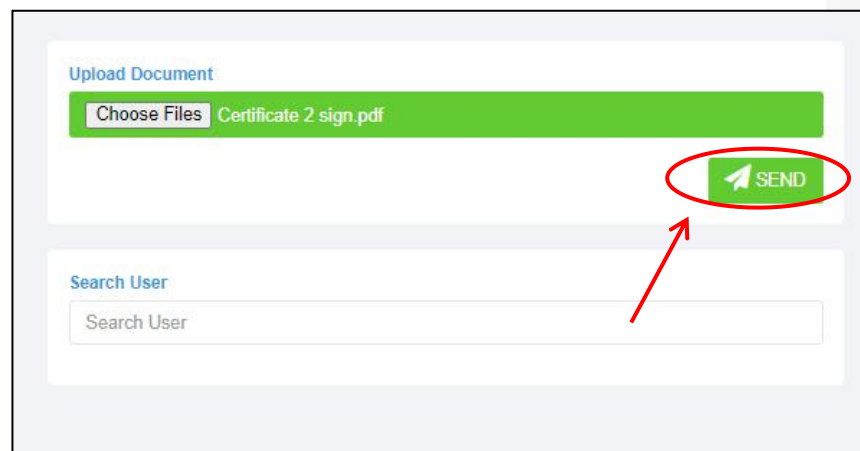 Upload Document
Choose Files Certificate 2 sign.pdf
SEND
Search User
Search User